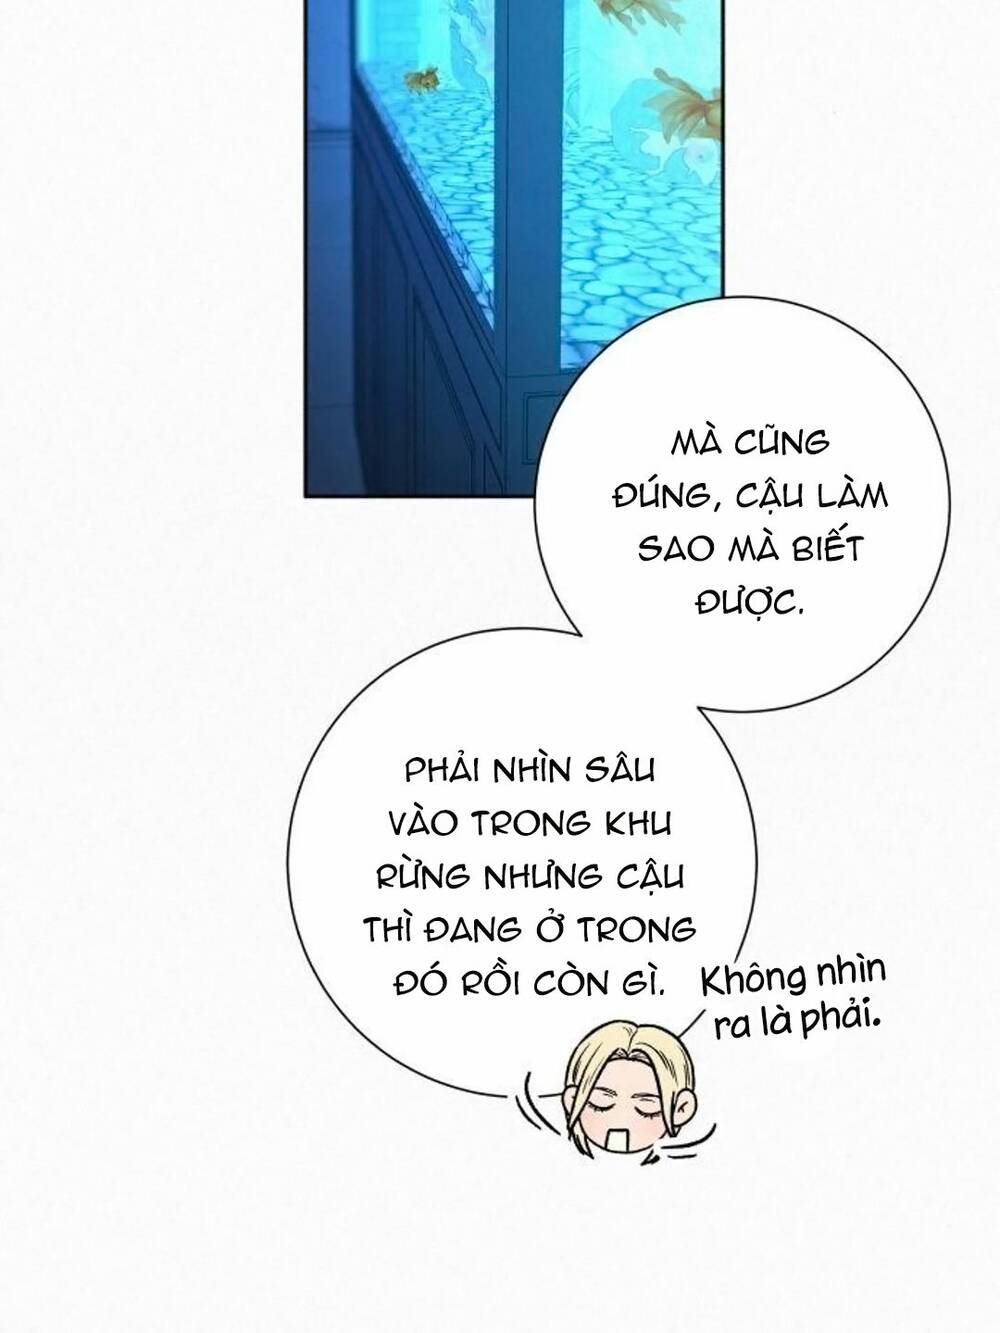 MÀ CŨNG
ĐÚNG, CẬU LÀM
SAO MÀ BIẾT
ĐƯỢC.
PHẢI NHÌN SÂU
VÀO TRONG KHU
RỪNG NHƯNG CẬU
THÌ ĐANG Ở TRONG
ĐÓ RỒI CÒN GÌ.
Không nhìn
ra là phải.